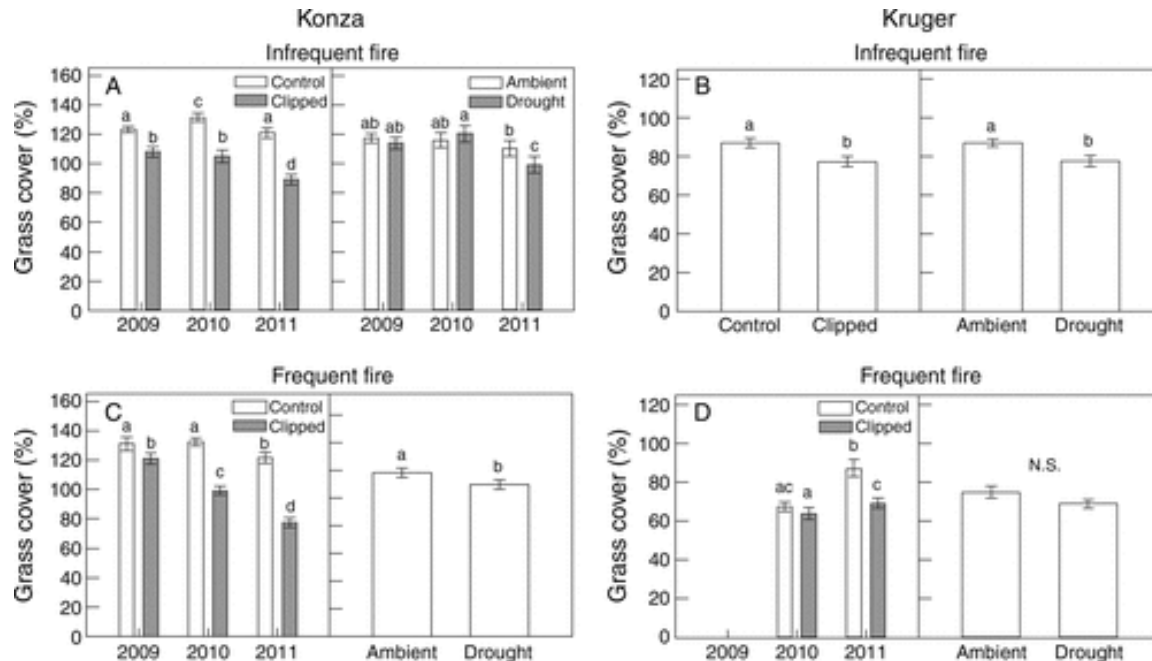 Konza
Kruger
Infrequent fire
Infrequent fire
A
Control
Clipped
Ambient
Drought
Grass cover (%)
160
140
120
100
80
60
40
20
0
a b c b a d
ab ab ab a b c
2009 2010 2011
2009 2010 2011
B
Grass cover (%)
120
100
80
60
40
20
0
a b
a b
Control Clipped
Ambient Drought
Frequent fire
Frequent fire
C
Control
Clipped
Grass cover (%)
160
140
120
100
80
60
40
20
0
a b a c b d
a b
2009 2010 2011
Ambient Drought
D
Control
Clipped
Grass cover (%)
120
100
80
60
40
20
0
ac a b c
N.S.
2009 2010 2011
Ambient Drought